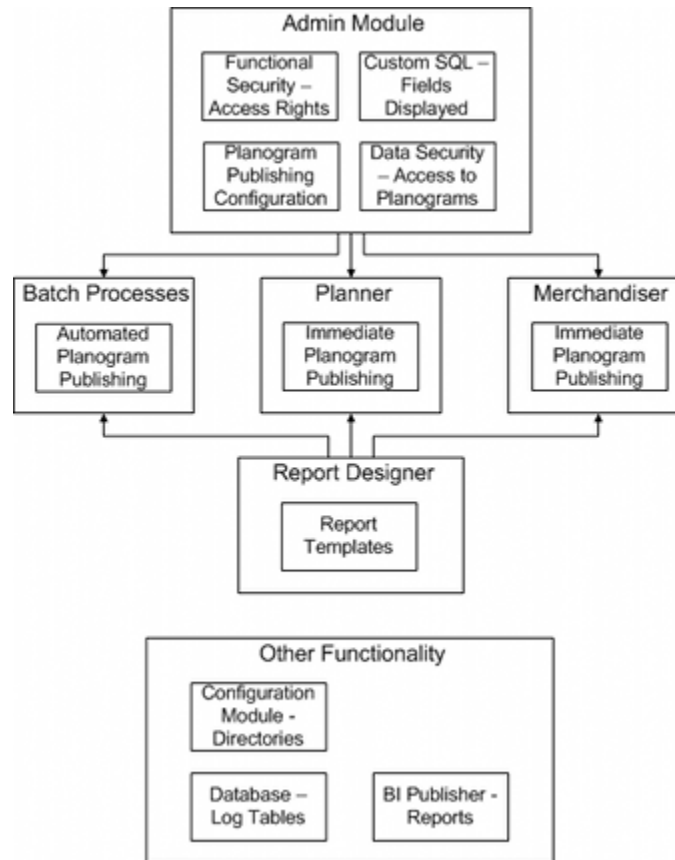 Admin Module
Functional
Security –
Access Rights
Custom SQL –
Fields
Displayed
Planogram
Publishing
Configuration
Data Security
– Access to
Planograms
Batch Processes
Automated
Planogram
Publishing
Planner
Immediate
Planogram
Publishing
Merchandiser
Immediate
Planogram
Publishing
Report Designer
Report
Templates
Other Functionality
Configuration
Module -
Directories
Database –
Log Tables
BI Publisher -
Reports